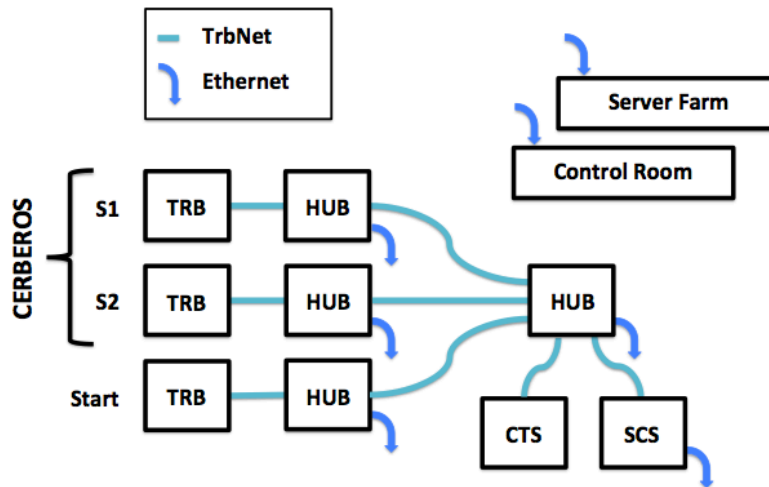 TrbNet
Ethernet
Server Farm
Control Room
CERBEROS
S1
TRB
HUB
S2
TRB
HUB
HUB
Start
TRB
HUB
CTS
SCS